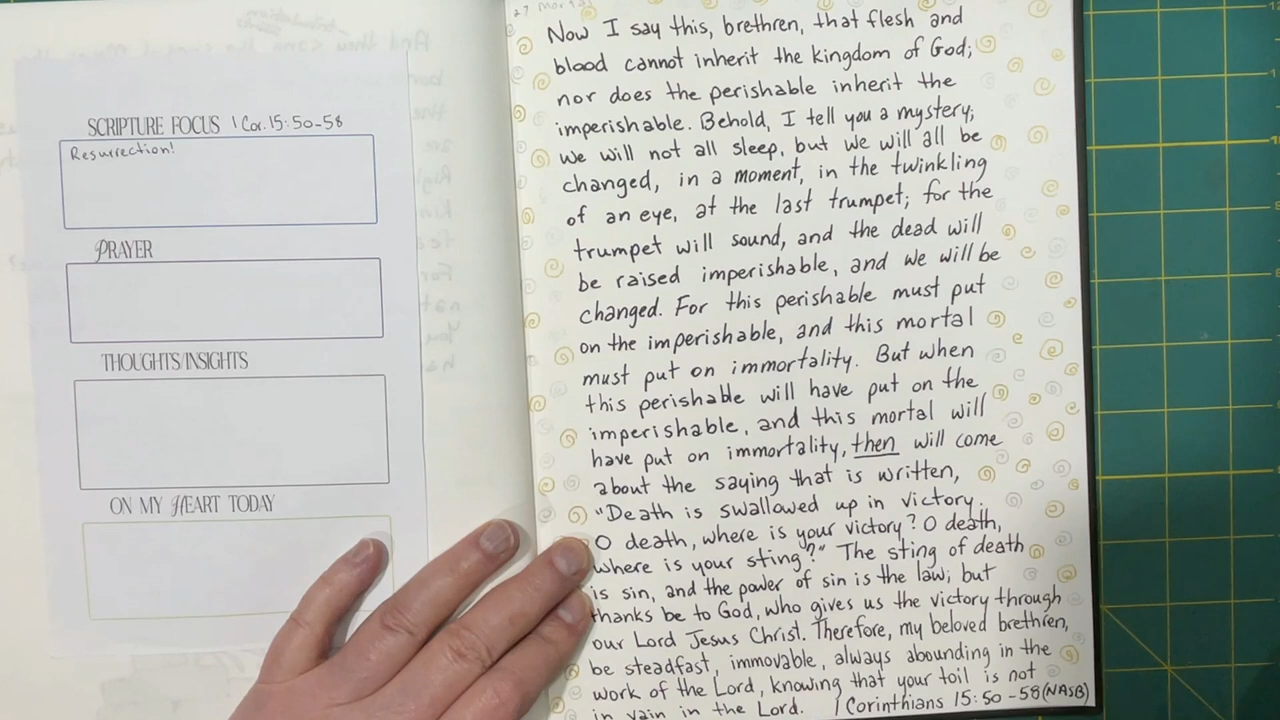 SCRIPTURE FOCUS 1 Cor. 15:50-58
Resurrection!
PRAYER
THOUGHTS/INSIGHTS
ON MY HEART TODAY
Now I say this, brethren, that flesh and
blood cannot inherit the kingdom of God;
nor does the perishable inherit the
imperishable. Behold, I tell you a mystery;
we will not all sleep, but we will all be
changed, in a moment, in the twinkling
of an eye, at the last trumpet; for the
trumpet will sound, and the dead will
be raised imperishable, and we will be
changed. For this perishable must put
on the imperishable, and this mortal
must put on immortality. But when
this perishable will have put on the
imperishable, and this mortal will
have put on immortality, then will come
about the saying that is written,
"Death is swallowed up in victory.
O death, where is your victory? O death,
where is your sting?" The sting of death
is sin, and the power of sin is the law; but
thanks be to God, who gives us the victory through
our Lord Jesus Christ. Therefore, my beloved brethren,
be steadfast, immovable, always abounding in the
work of the Lord, knowing that your toil is not
in vain in the Lord. 1 Corinthians 15:50-58 (NASB)